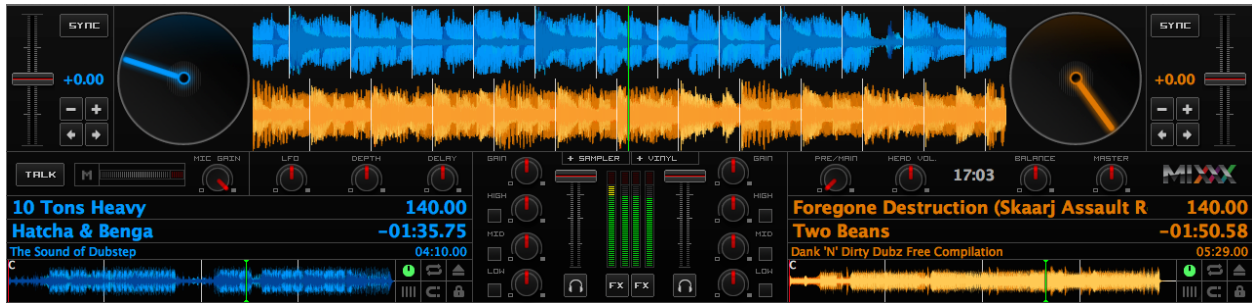 SYNC
+0.00
SYNC
+0.00
TALK
M
MIC GAIN
LFO
DEPTH
DELAY
GAIN
+ SAMPLER
+ VINYL
GAIN
PRE/MAIN
HEAD VOL.
17:03
BALANCE
MASTER
MIXXX
HIGH
HIGH
MID
MID
LOW
LOW
FX
FX
10 Tons Heavy
140.00
Hatcha & Benga
-01:35.75
The Sound of Dubstep
04:10.00
C
Foregone Destruction (Skaarj Assault R
140.00
Two Beans
-01:50.58
Dank 'N' Dirty Dubz Free Compilation
05:29.00
C